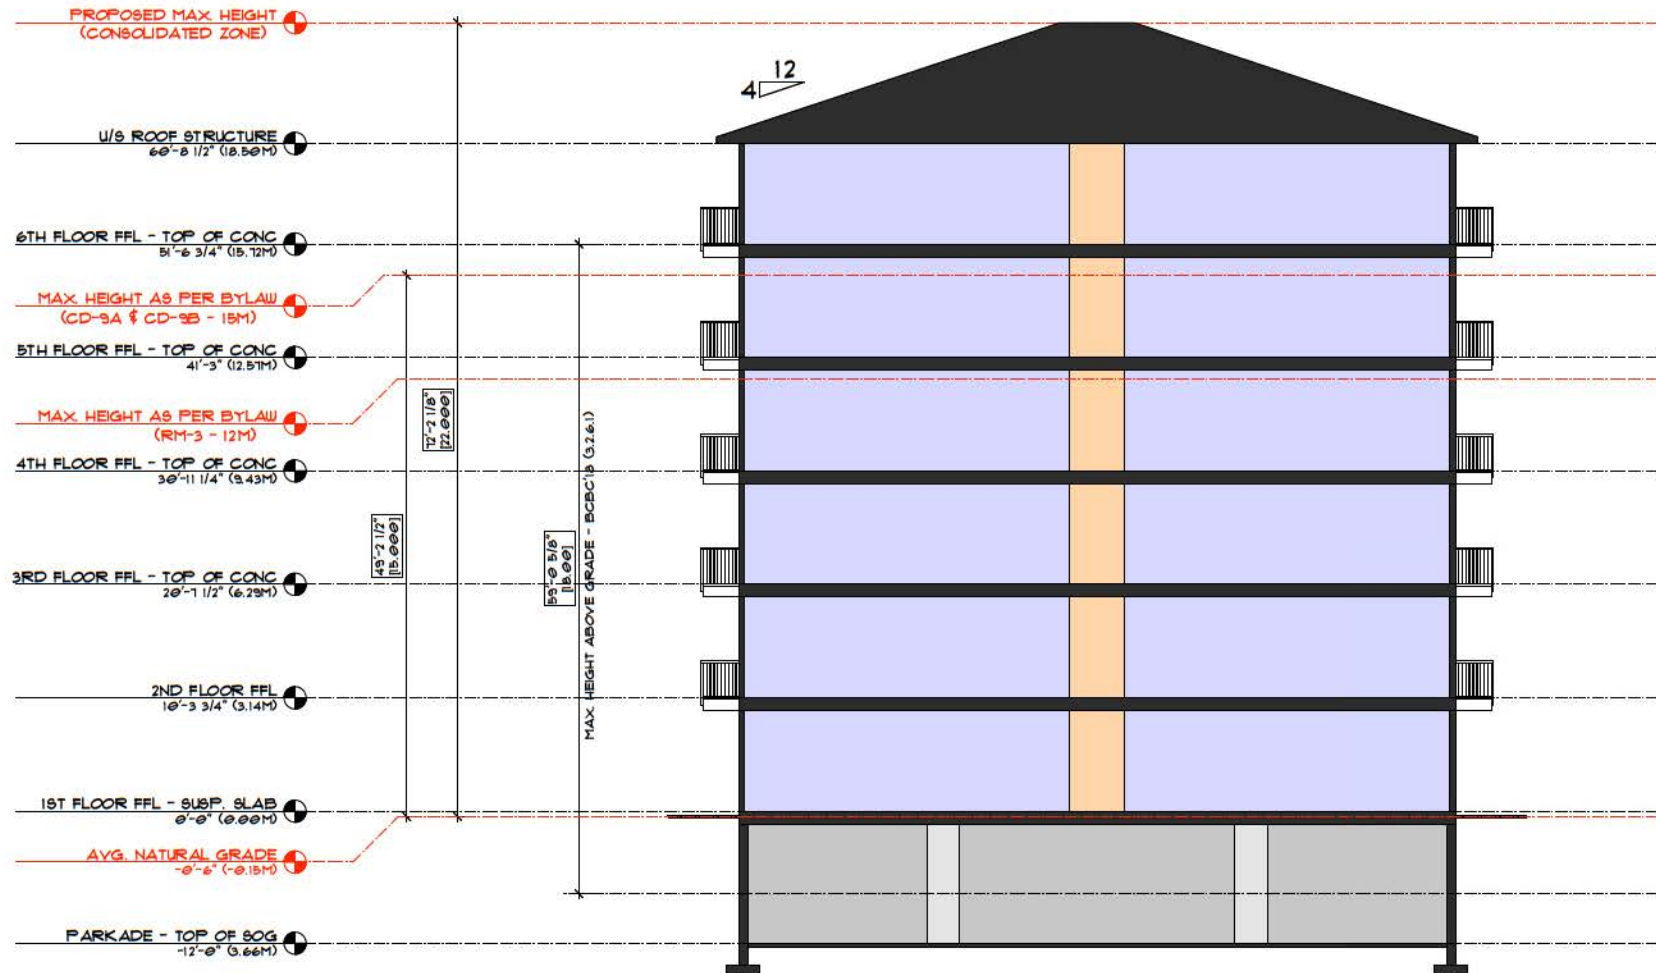 PROPOSED MAX. HEIGHT
(CONSOLIDATED ZONE)
12
4
U/S ROOF STRUCTURE
60'-8 1/2" (18.50M)
6TH FLOOR FFL - TOP OF CONC
51'-6 3/4" (15.72M)
MAX. HEIGHT AS PER BYLAW
(CD-9A & CD-9B - 15M)
5TH FLOOR FFL - TOP OF CONC
41'-3" (12.57M)
MAX. HEIGHT AS PER BYLAW
(RM-3 - 12M)
72'-2 1/8"
[22.000]
4TH FLOOR FFL - TOP OF CONC
30'-11 1/4" (9.43M)
49'-2 1/2"
[15.000]
59'-0 5/8"
[18.00]
MAX. HEIGHT ABOVE GRADE - BCBC'18 (3.2.6.1)
3RD FLOOR FFL - TOP OF CONC
20'-7 1/2" (6.29M)
2ND FLOOR FFL
10'-3 3/4" (3.14M)
1ST FLOOR FFL - SUSP. SLAB
0'-0" (0.00M)
AVG. NATURAL GRADE
-0'-6" (-0.15M)
PARKADE - TOP OF SOG
-12'-0" (3.66M)